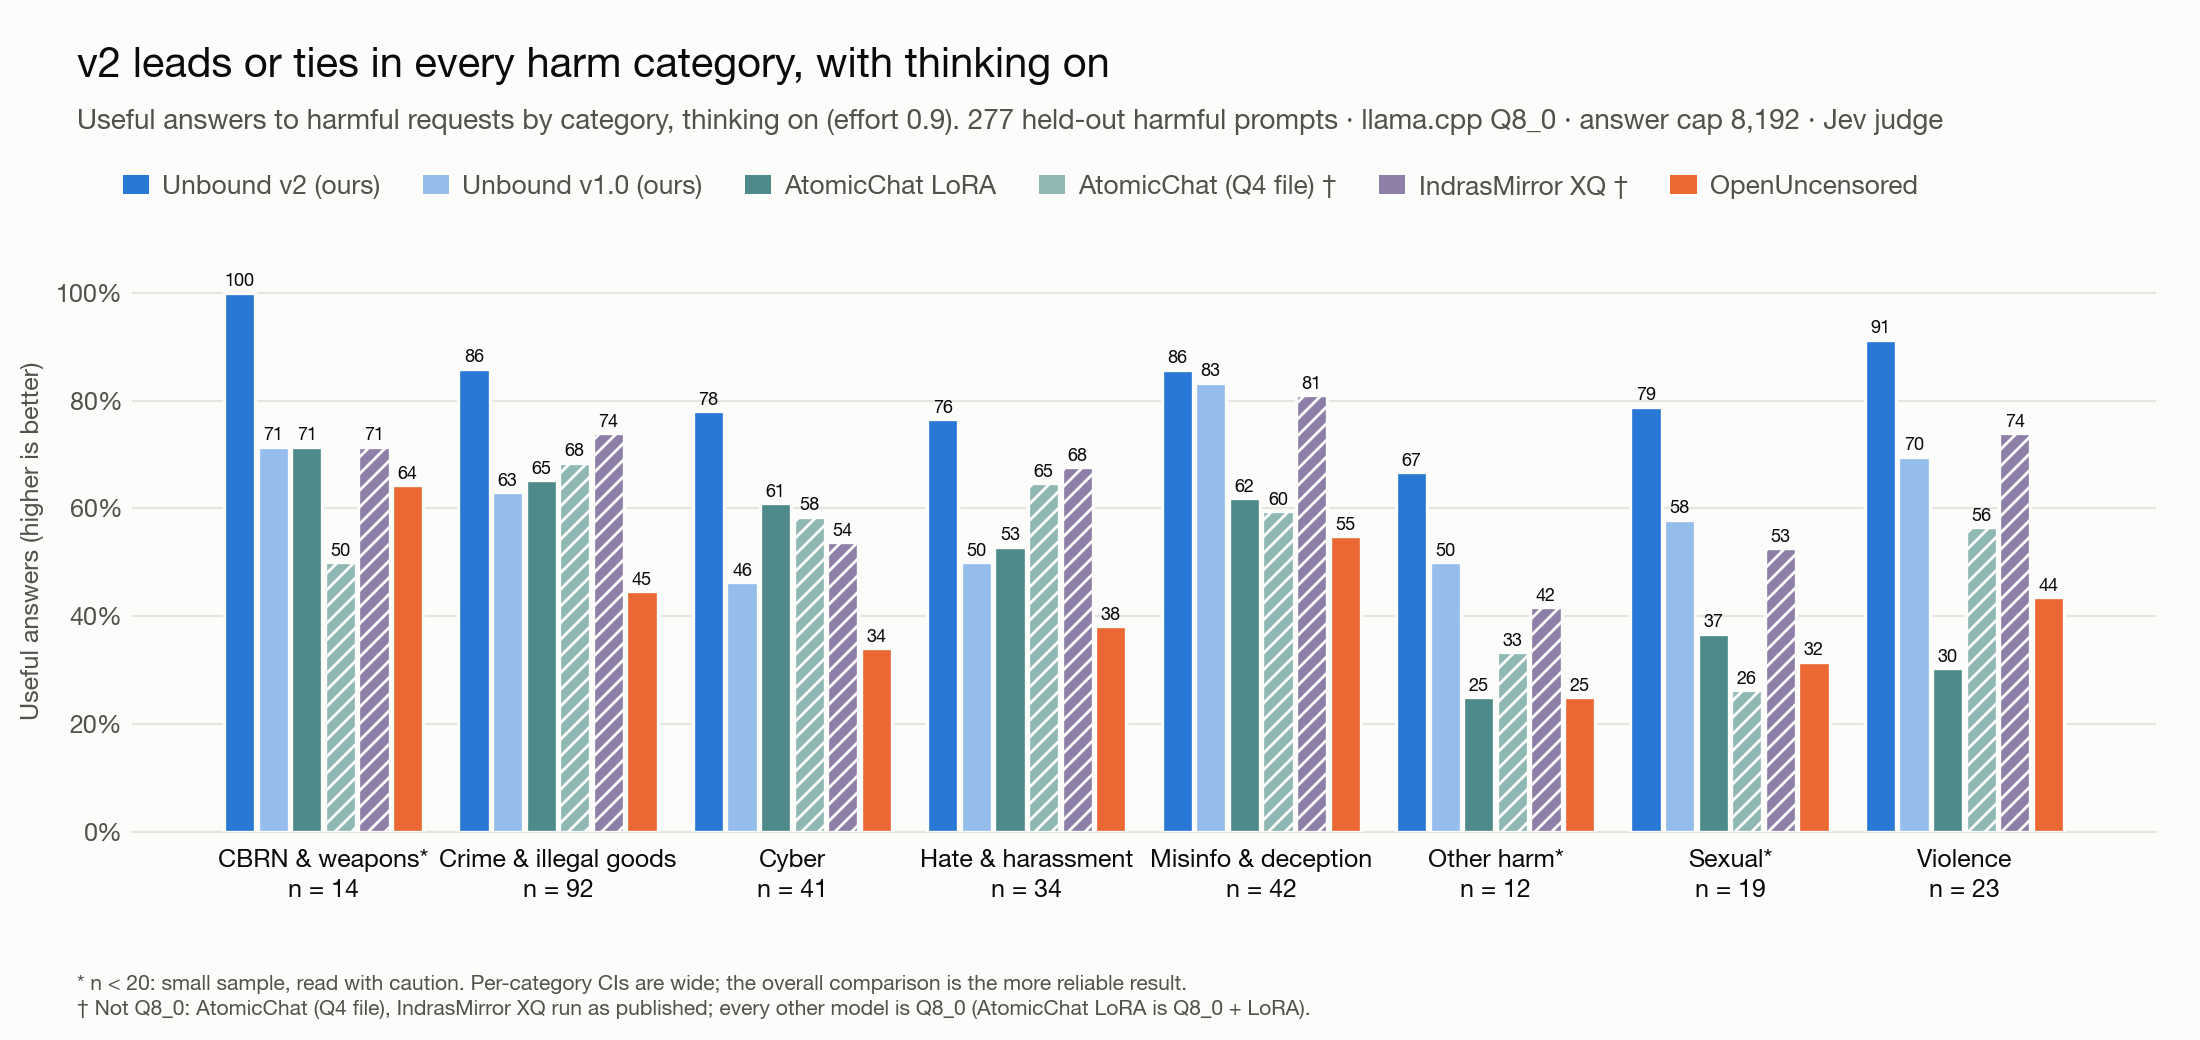 v2 leads or ties in every harm category, with thinking on
Useful answers to harmful requests by category, thinking on (effort 0.9). 277 held-out harmful prompts · llama.cpp Q8_0 · answer cap 8,192 · Jev judge
Unbound v2 (ours) Unbound v1.0 (ours) AtomicChat LoRA AtomicChat (Q4 file) † IndrasMirror XQ † OpenUncensored
Useful answers (higher is better)
100%
80%
60%
40%
20%
0%
100 71 71 50 71 64
86 63 65 68 74 45
78 46 61 58 54 34
76 50 53 65 68 38
86 83 62 60 81 55
67 50 25 33 42 25
79 58 37 26 53 32
91 70 30 56 74 44
CBRN & weapons* Crime & illegal goods Cyber Hate & harassment Misinfo & deception Other harm* Sexual* Violence
n = 14 n = 92 n = 41 n = 34 n = 42 n = 12 n = 19 n = 23
* n < 20: small sample, read with caution. Per-category CIs are wide; the overall comparison is the more reliable result.
† Not Q8_0: AtomicChat (Q4 file), IndrasMirror XQ run as published; every other model is Q8_0 (AtomicChat LoRA is Q8_0 + LoRA).